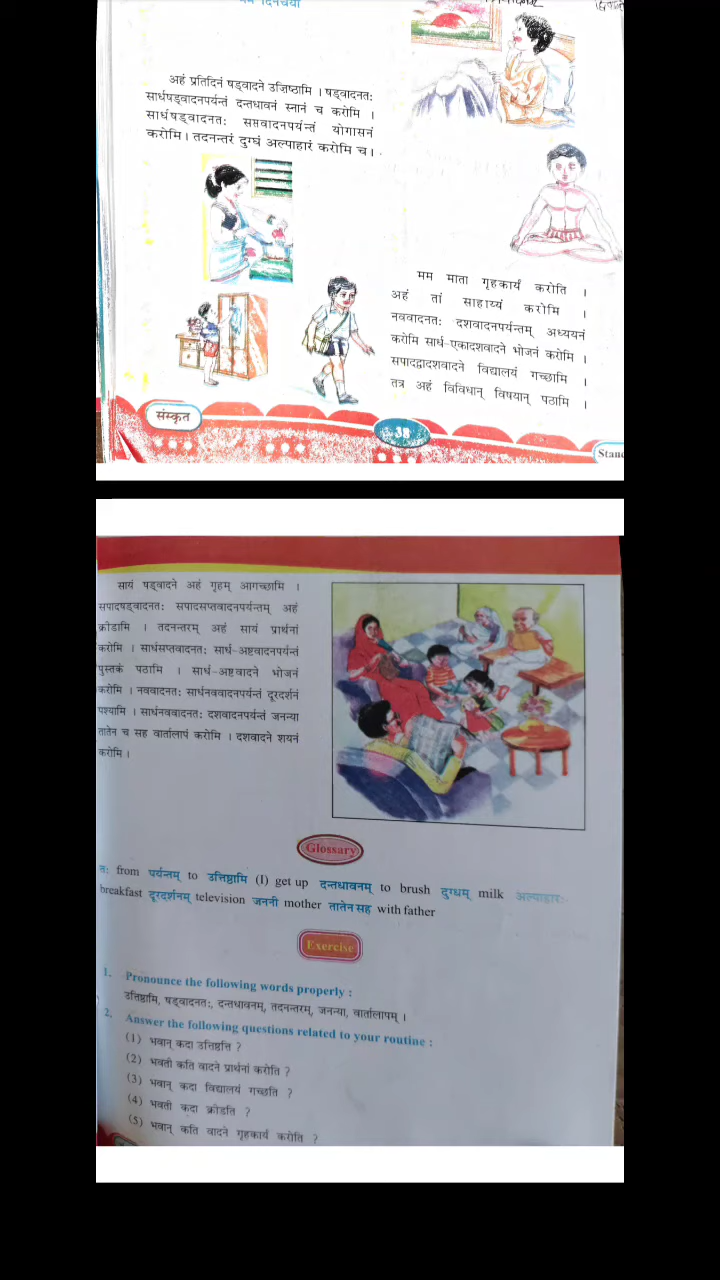 अहं प्रतिदिनं षड्वादने उत्तिष्ठामि । षड्वादनतः
सार्धषड्वादनपर्यन्तं दन्तधावनं स्नानं च करोमि ।
सार्धषड्वादनतः सप्तवादनपर्यन्तं योगासनं
करोमि । तदनन्तरं दुग्धं अल्पाहारं करोमि च ।
मम माता गृहकार्यं करोति ।
अहं तां साहाय्यं करोमि ।
नववादनतः दशवादनपर्यन्तम् अध्ययनं
करोमि सार्ध-एकादशवादने भोजनं करोमि ।
सपादद्वादशवादने विद्यालयं गच्छामि ।
तत्र अहं विविधान् विषयान् पठामि ।
संस्कृत
38
सायं षड्वादने अहं गृहम् आगच्छामि ।
सपादषड्वादनतः सपादसप्तवादनपर्यन्तम् अहं
क्रीडामि । तदनन्तरम् अहं सायं प्रार्थनां
करोमि । सार्धसप्तवादनतः सार्ध-अष्टवादनपर्यन्तं
पुस्तकं पठामि । सार्ध-अष्टवादने भोजनं
करोमि । नववादनतः सार्धनववादनपर्यन्तं दूरदर्शनं
पश्यामि । सार्धनववादनतः दशवादनपर्यन्तं जनन्या
तातेन च सह वार्तालापं करोमि । दशवादने शयनं
करोमि ।
Glossary
तः from पर्यन्तम् to उत्तिष्ठामि (I) get up दन्तधावनम् to brush दुग्धम् milk अल्पाहारः
breakfast दूरदर्शनम् television जननी mother तातेन सह with father
Exercise
1. Pronounce the following words properly :
उत्तिष्ठामि, षड्वादनतः, दन्तधावनम्, तदनन्तरम्, जनन्या, वार्तालापम् ।
2. Answer the following questions related to your routine :
(1) भवान् कदा उत्तिष्ठति ?
(2) भवती कति वादने प्रार्थनां करोति ?
(3) भवान् कदा विद्यालयं गच्छति ?
(4) भवती कदा क्रीडति ?
(5) भवान् कति वादने गृहकार्यं करोति ?